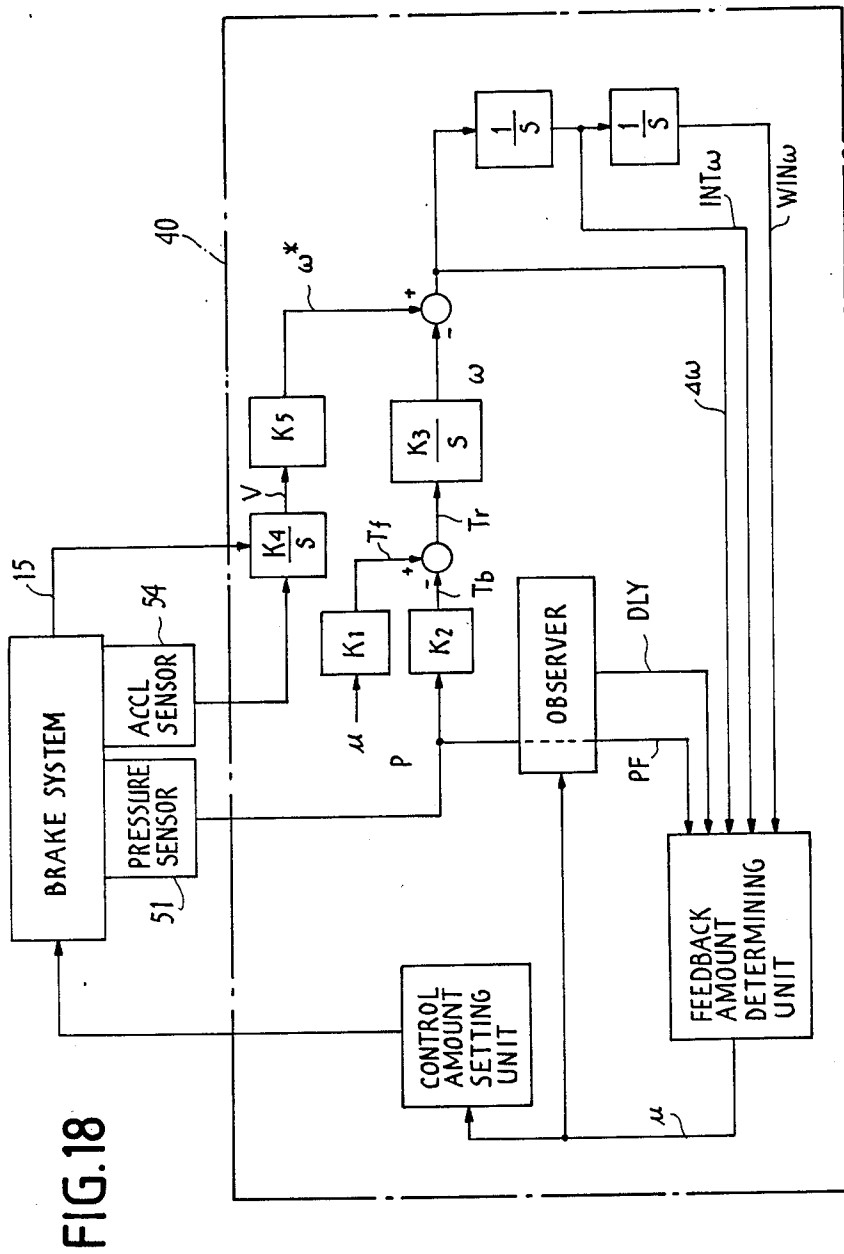 FIG.18
BRAKE SYSTEM
PRESSURE
SENSOR
ACCL
SENSOR
51
54
15
40
K4
S
V
K5
ω*
μ
K1
Tf
+
-
P
K2
Tb
Tr
K3
S
ω
+
-
1
S
1
S
INTω
WINω
4ω
OBSERVER
DLY
PF
CONTROL
AMOUNT
SETTING
UNIT
FEEDBACK
AMOUNT
DETERMINING
UNIT
μ